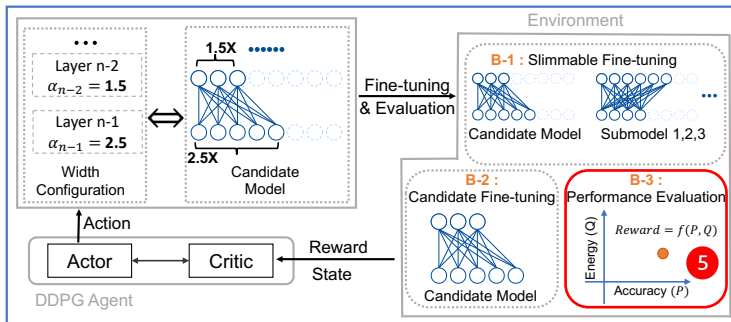 Environment
...
Layer n-2
α_{n-2} = 1.5
Layer n-1
α_{n-1} = 2.5
Width
Configuration
1.5X
......
2.5X
Candidate
Model
Fine-tuning
& Evaluation
B-1 : Slimmable Fine-tuning
...
Candidate Model
Submodel 1,2,3
B-2 :
Candidate Fine-tuning
Candidate Model
B-3 :
Performance Evaluation
Energy (Q)
Reward = f(P, Q)
5
Accuracy (P)
Action
Actor
Critic
Reward
State
DDPG Agent